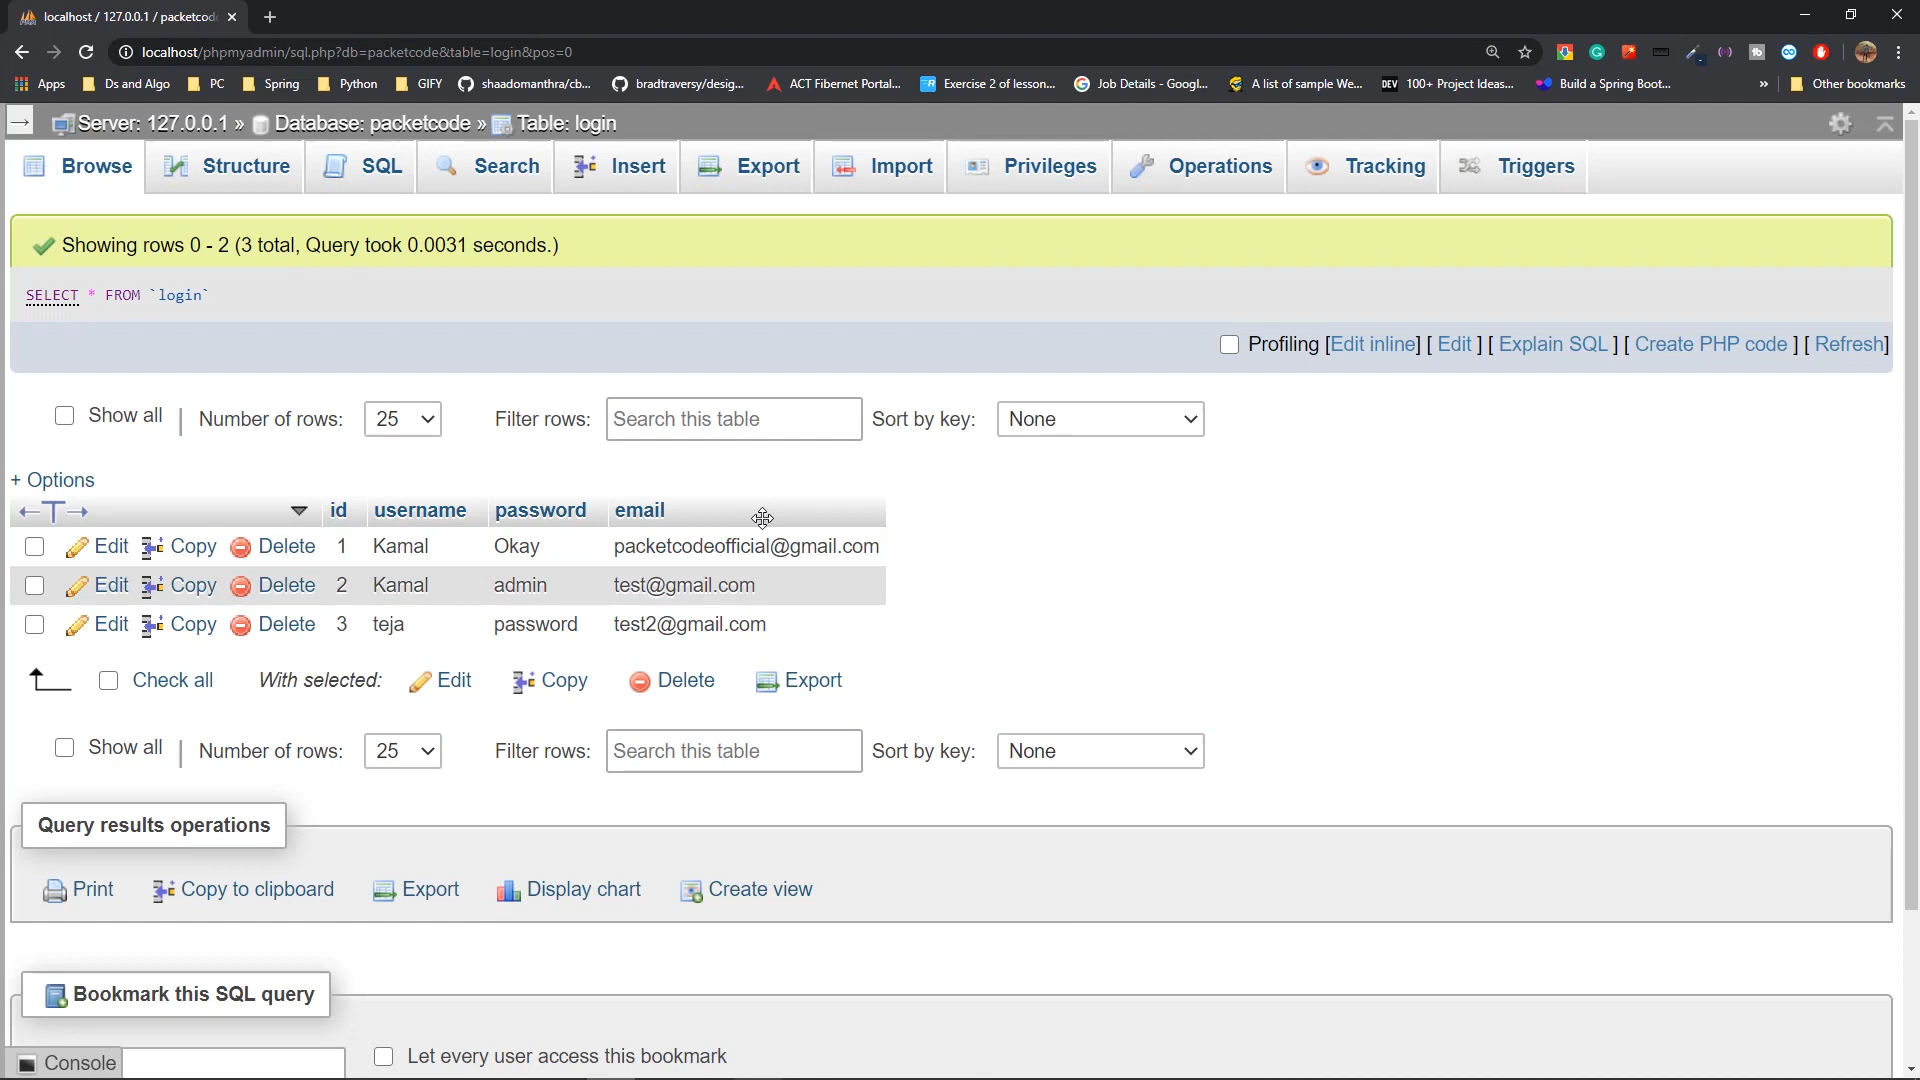 localhost / 127.0.0.1 / packetcod
localhost/phpmyadmin/sql.php?db=packetcode&table=login&pos=0
Apps Ds and Algo PC Spring Python GIFY shaadomanthra/cb... bradtraversy/desig... ACT Fibernet Portal... Exercise 2 of lesson... Job Details - Googl... A list of sample We... DEV 100+ Project Ideas... Build a Spring Boot... » Other bookmarks
Server: 127.0.0.1 » Database: packetcode » Table: login
Browse Structure SQL Search Insert Export Import Privileges Operations Tracking Triggers
Showing rows 0 - 2 (3 total, Query took 0.0031 seconds.)
SELECT * FROM `login`
Profiling [Edit inline] [ Edit ] [ Explain SQL ] [ Create PHP code ] [ Refresh]
Show all | Number of rows: 25 Filter rows: Search this table Sort by key: None
+ Options
←T→ id username password email
Edit Copy Delete 1 Kamal Okay packetcodeofficial@gmail.com
Edit Copy Delete 2 Kamal admin test@gmail.com
Edit Copy Delete 3 teja password test2@gmail.com
Check all With selected: Edit Copy Delete Export
Show all | Number of rows: 25 Filter rows: Search this table Sort by key: None
Query results operations
Print Copy to clipboard Export Display chart Create view
Bookmark this SQL query
Console Let every user access this bookmark